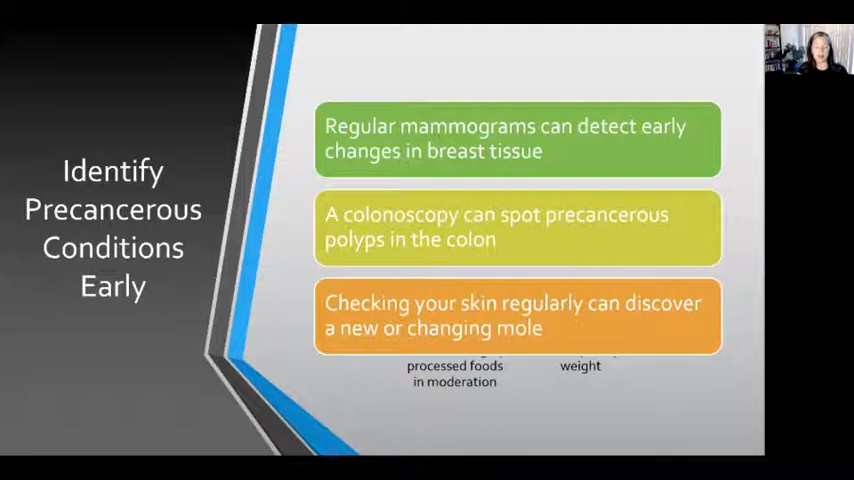 Identify
Precancerous
Conditions
Early
Regular mammograms can detect early
changes in breast tissue
A colonoscopy can spot precancerous
polyps in the colon
Checking your skin regularly can discover
a new or changing mole
processed foods
weight
in moderation